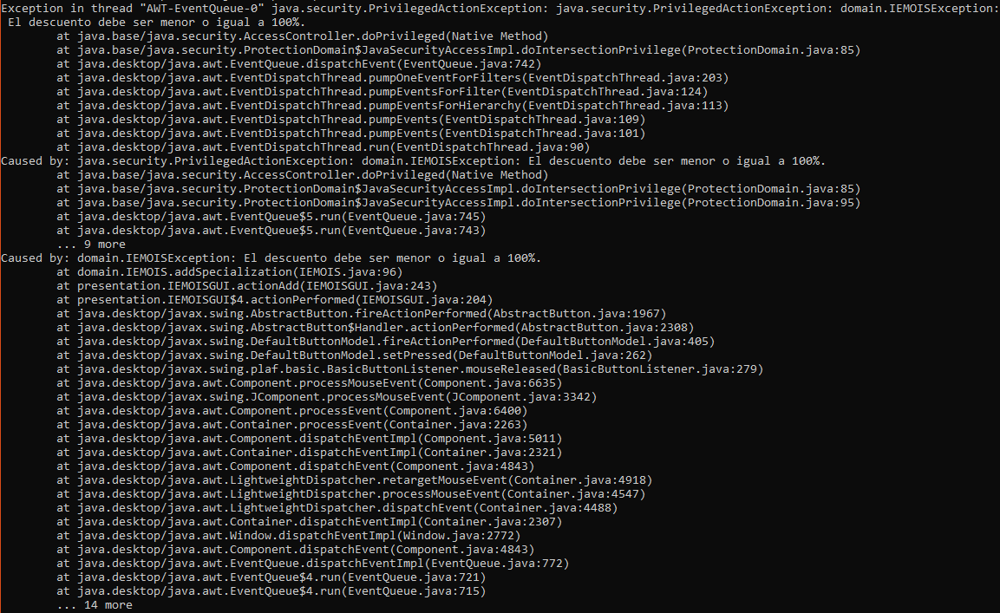 Exception in thread "AWT-EventQueue-0" java.security.PrivilegedActionException: java.security.PrivilegedActionException: domain.IEMOISException:
 El descuento debe ser menor o igual a 100%.
        at java.base/java.security.AccessController.doPrivileged(Native Method)
        at java.base/java.security.ProtectionDomain$JavaSecurityAccessImpl.doIntersectionPrivilege(ProtectionDomain.java:85)
        at java.desktop/java.awt.EventQueue.dispatchEvent(EventQueue.java:742)
        at java.desktop/java.awt.EventDispatchThread.pumpOneEventForFilters(EventDispatchThread.java:203)
        at java.desktop/java.awt.EventDispatchThread.pumpEventsForFilter(EventDispatchThread.java:124)
        at java.desktop/java.awt.EventDispatchThread.pumpEventsForHierarchy(EventDispatchThread.java:113)
        at java.desktop/java.awt.EventDispatchThread.pumpEvents(EventDispatchThread.java:109)
        at java.desktop/java.awt.EventDispatchThread.pumpEvents(EventDispatchThread.java:101)
        at java.desktop/java.awt.EventDispatchThread.run(EventDispatchThread.java:90)
Caused by: java.security.PrivilegedActionException: domain.IEMOISException: El descuento debe ser menor o igual a 100%.
        at java.base/java.security.AccessController.doPrivileged(Native Method)
        at java.base/java.security.ProtectionDomain$JavaSecurityAccessImpl.doIntersectionPrivilege(ProtectionDomain.java:85)
        at java.base/java.security.ProtectionDomain$JavaSecurityAccessImpl.doIntersectionPrivilege(ProtectionDomain.java:95)
        at java.desktop/java.awt.EventQueue$5.run(EventQueue.java:745)
        at java.desktop/java.awt.EventQueue$5.run(EventQueue.java:743)
        ... 9 more
Caused by: domain.IEMOISException: El descuento debe ser menor o igual a 100%.
        at domain.IEMOIS.addSpecialization(IEMOIS.java:96)
        at presentation.IEMOISGUI.actionAdd(IEMOISGUI.java:243)
        at presentation.IEMOISGUI$4.actionPerformed(IEMOISGUI.java:204)
        at java.desktop/javax.swing.AbstractButton.fireActionPerformed(AbstractButton.java:1967)
        at java.desktop/javax.swing.AbstractButton$Handler.actionPerformed(AbstractButton.java:2308)
        at java.desktop/javax.swing.DefaultButtonModel.fireActionPerformed(DefaultButtonModel.java:405)
        at java.desktop/javax.swing.DefaultButtonModel.setPressed(DefaultButtonModel.java:262)
        at java.desktop/javax.swing.plaf.basic.BasicButtonListener.mouseReleased(BasicButtonListener.java:279)
        at java.desktop/java.awt.Component.processMouseEvent(Component.java:6635)
        at java.desktop/javax.swing.JComponent.processMouseEvent(JComponent.java:3342)
        at java.desktop/java.awt.Component.processEvent(Component.java:6400)
        at java.desktop/java.awt.Container.processEvent(Container.java:2263)
        at java.desktop/java.awt.Component.dispatchEventImpl(Component.java:5011)
        at java.desktop/java.awt.Container.dispatchEventImpl(Container.java:2321)
        at java.desktop/java.awt.Component.dispatchEvent(Component.java:4843)
        at java.desktop/java.awt.LightweightDispatcher.retargetMouseEvent(Container.java:4918)
        at java.desktop/java.awt.LightweightDispatcher.processMouseEvent(Container.java:4547)
        at java.desktop/java.awt.LightweightDispatcher.dispatchEvent(Container.java:4488)
        at java.desktop/java.awt.Container.dispatchEventImpl(Container.java:2307)
        at java.desktop/java.awt.Window.dispatchEventImpl(Window.java:2772)
        at java.desktop/java.awt.Component.dispatchEvent(Component.java:4843)
        at java.desktop/java.awt.EventQueue.dispatchEventImpl(EventQueue.java:772)
        at java.desktop/java.awt.EventQueue$4.run(EventQueue.java:721)
        at java.desktop/java.awt.EventQueue$4.run(EventQueue.java:715)
        ... 14 more